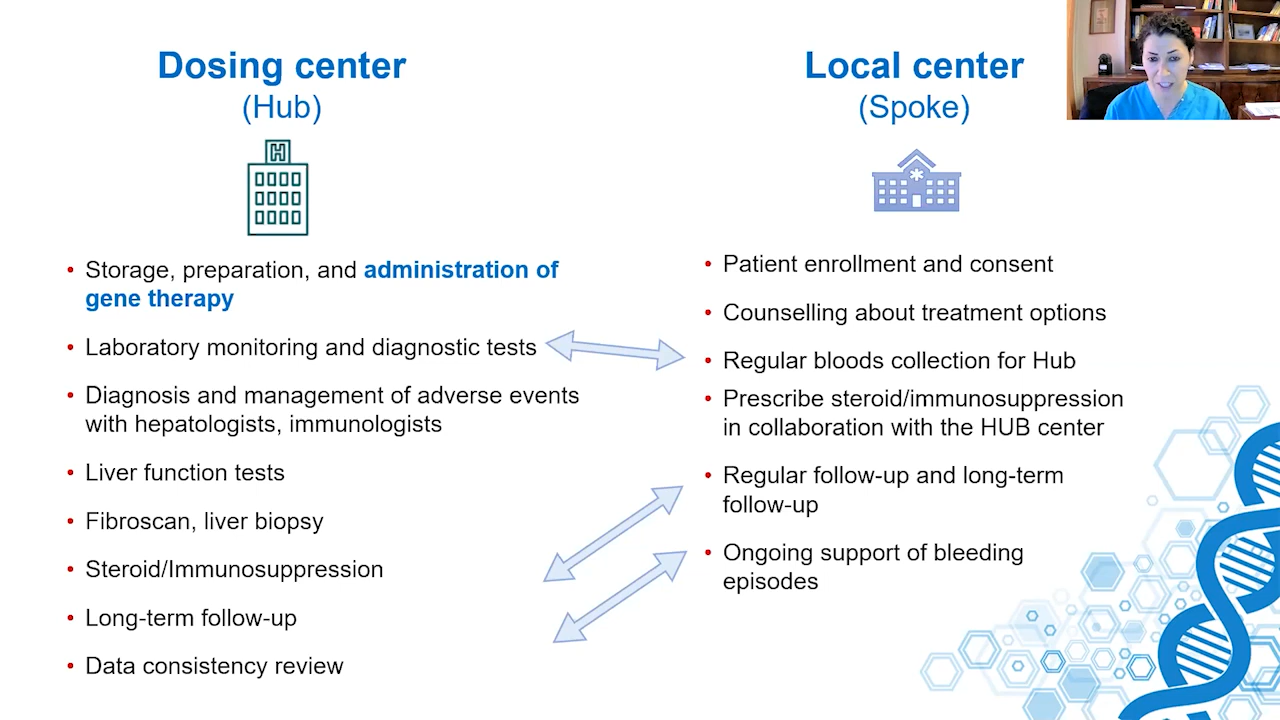 Dosing center
(Hub)
H
Storage, preparation, and administration of
gene therapy
Laboratory monitoring and diagnostic tests
Diagnosis and management of adverse events
with hepatologists, immunologists
Liver function tests
Fibroscan, liver biopsy
Steroid/Immunosuppression
Long-term follow-up
Data consistency review
Local center
(Spoke)
Patient enrollment and consent
Counselling about treatment options
Regular bloods collection for Hub
Prescribe steroid/immunosuppression
in collaboration with the HUB center
Regular follow-up and long-term
follow-up
Ongoing support of bleeding
episodes